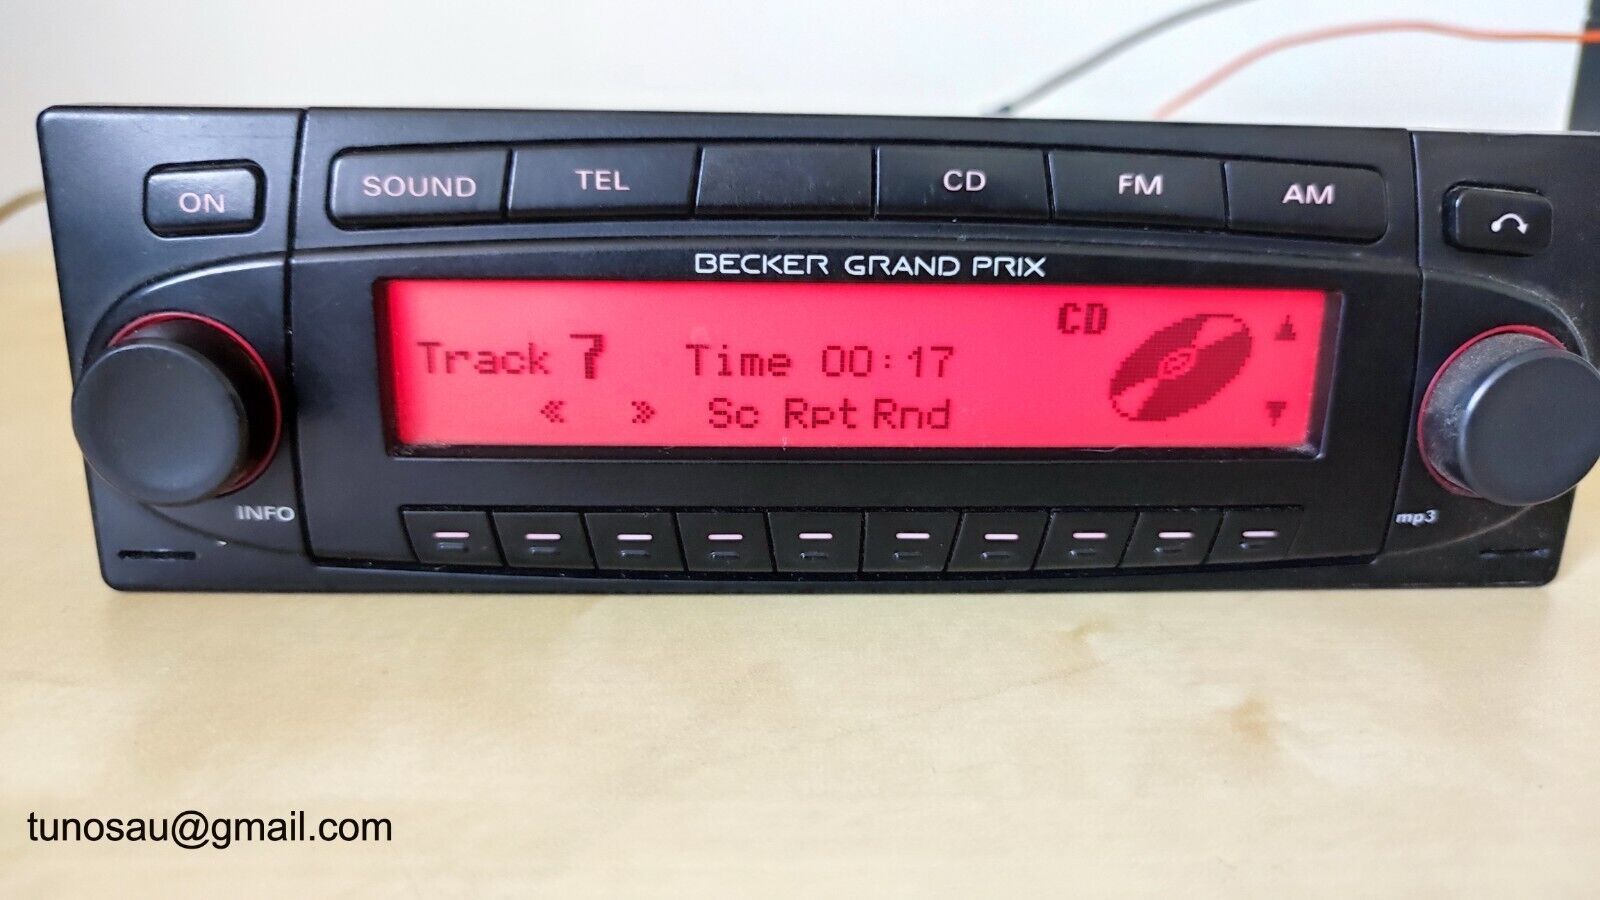 ON
SOUND TEL CD FM AM
BECKER GRAND PRIX
CD
Track 7 Time 00:17
Sc Rpt Rnd
INFO
mp3
tunosau@gmail.com